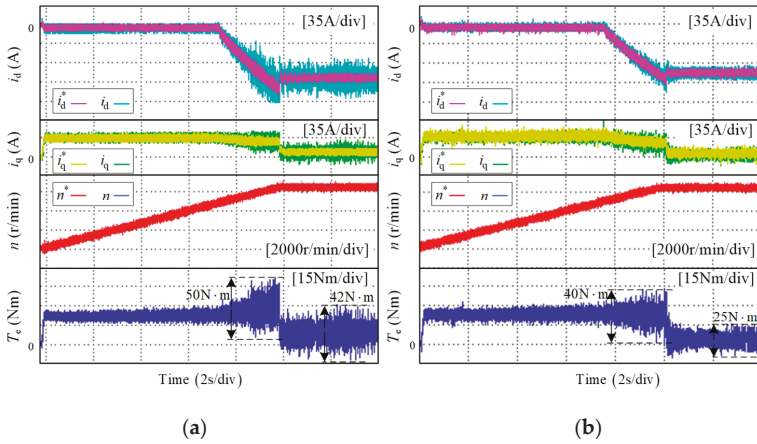 [35A/div]
0
i_d (A)
i_d^* i_d
[35A/div]
0
i_q (A)
i_q^* i_q
n^* n
n (r/min)
[2000r/min/div]
[15Nm/div]
50N·m
42N·m
T_e (Nm)
0
Time (2s/div)
(a)
[35A/div]
0
i_d (A)
i_d^* i_d
[35A/div]
0
i_q (A)
i_q^* i_q
n^* n
n (r/min)
[2000r/min/div]
[15Nm/div]
40N·m
25N·m
T_e (Nm)
0
Time (2s/div)
(b)